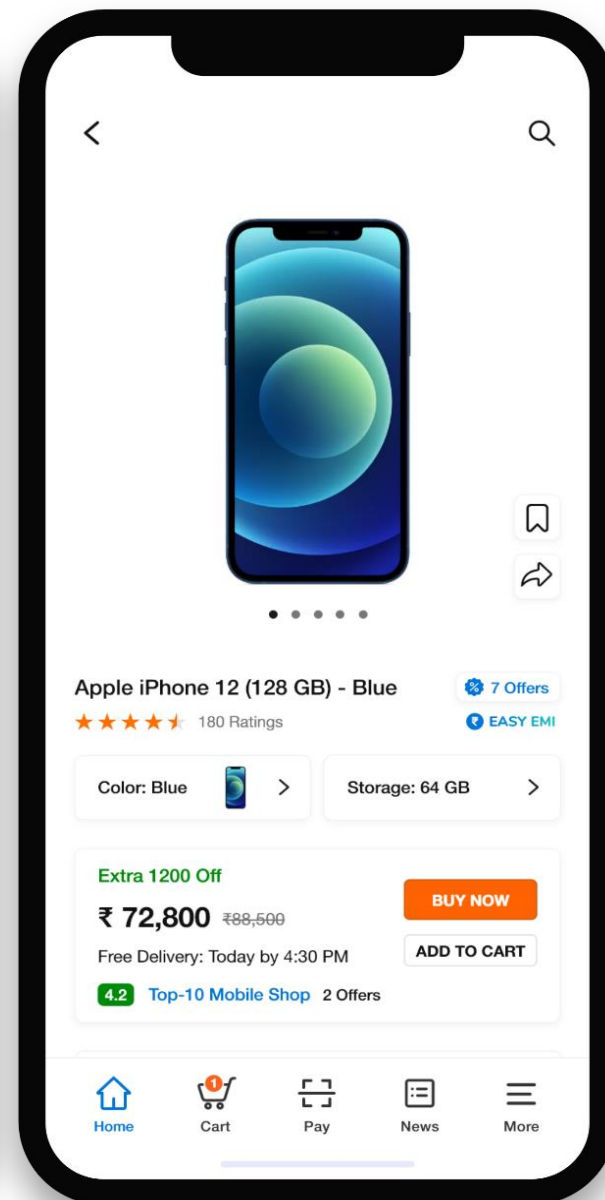 Apple iPhone 12 (128 GB) - Blue
7 Offers
180 Ratings
EASY EMI
Color: Blue
Storage: 64 GB
Extra 1200 Off
₹ 72,800 ₹88,500
BUY NOW
Free Delivery: Today by 4:30 PM
ADD TO CART
4.2 Top-10 Mobile Shop 2 Offers
1
Home
Cart
Pay
News
More